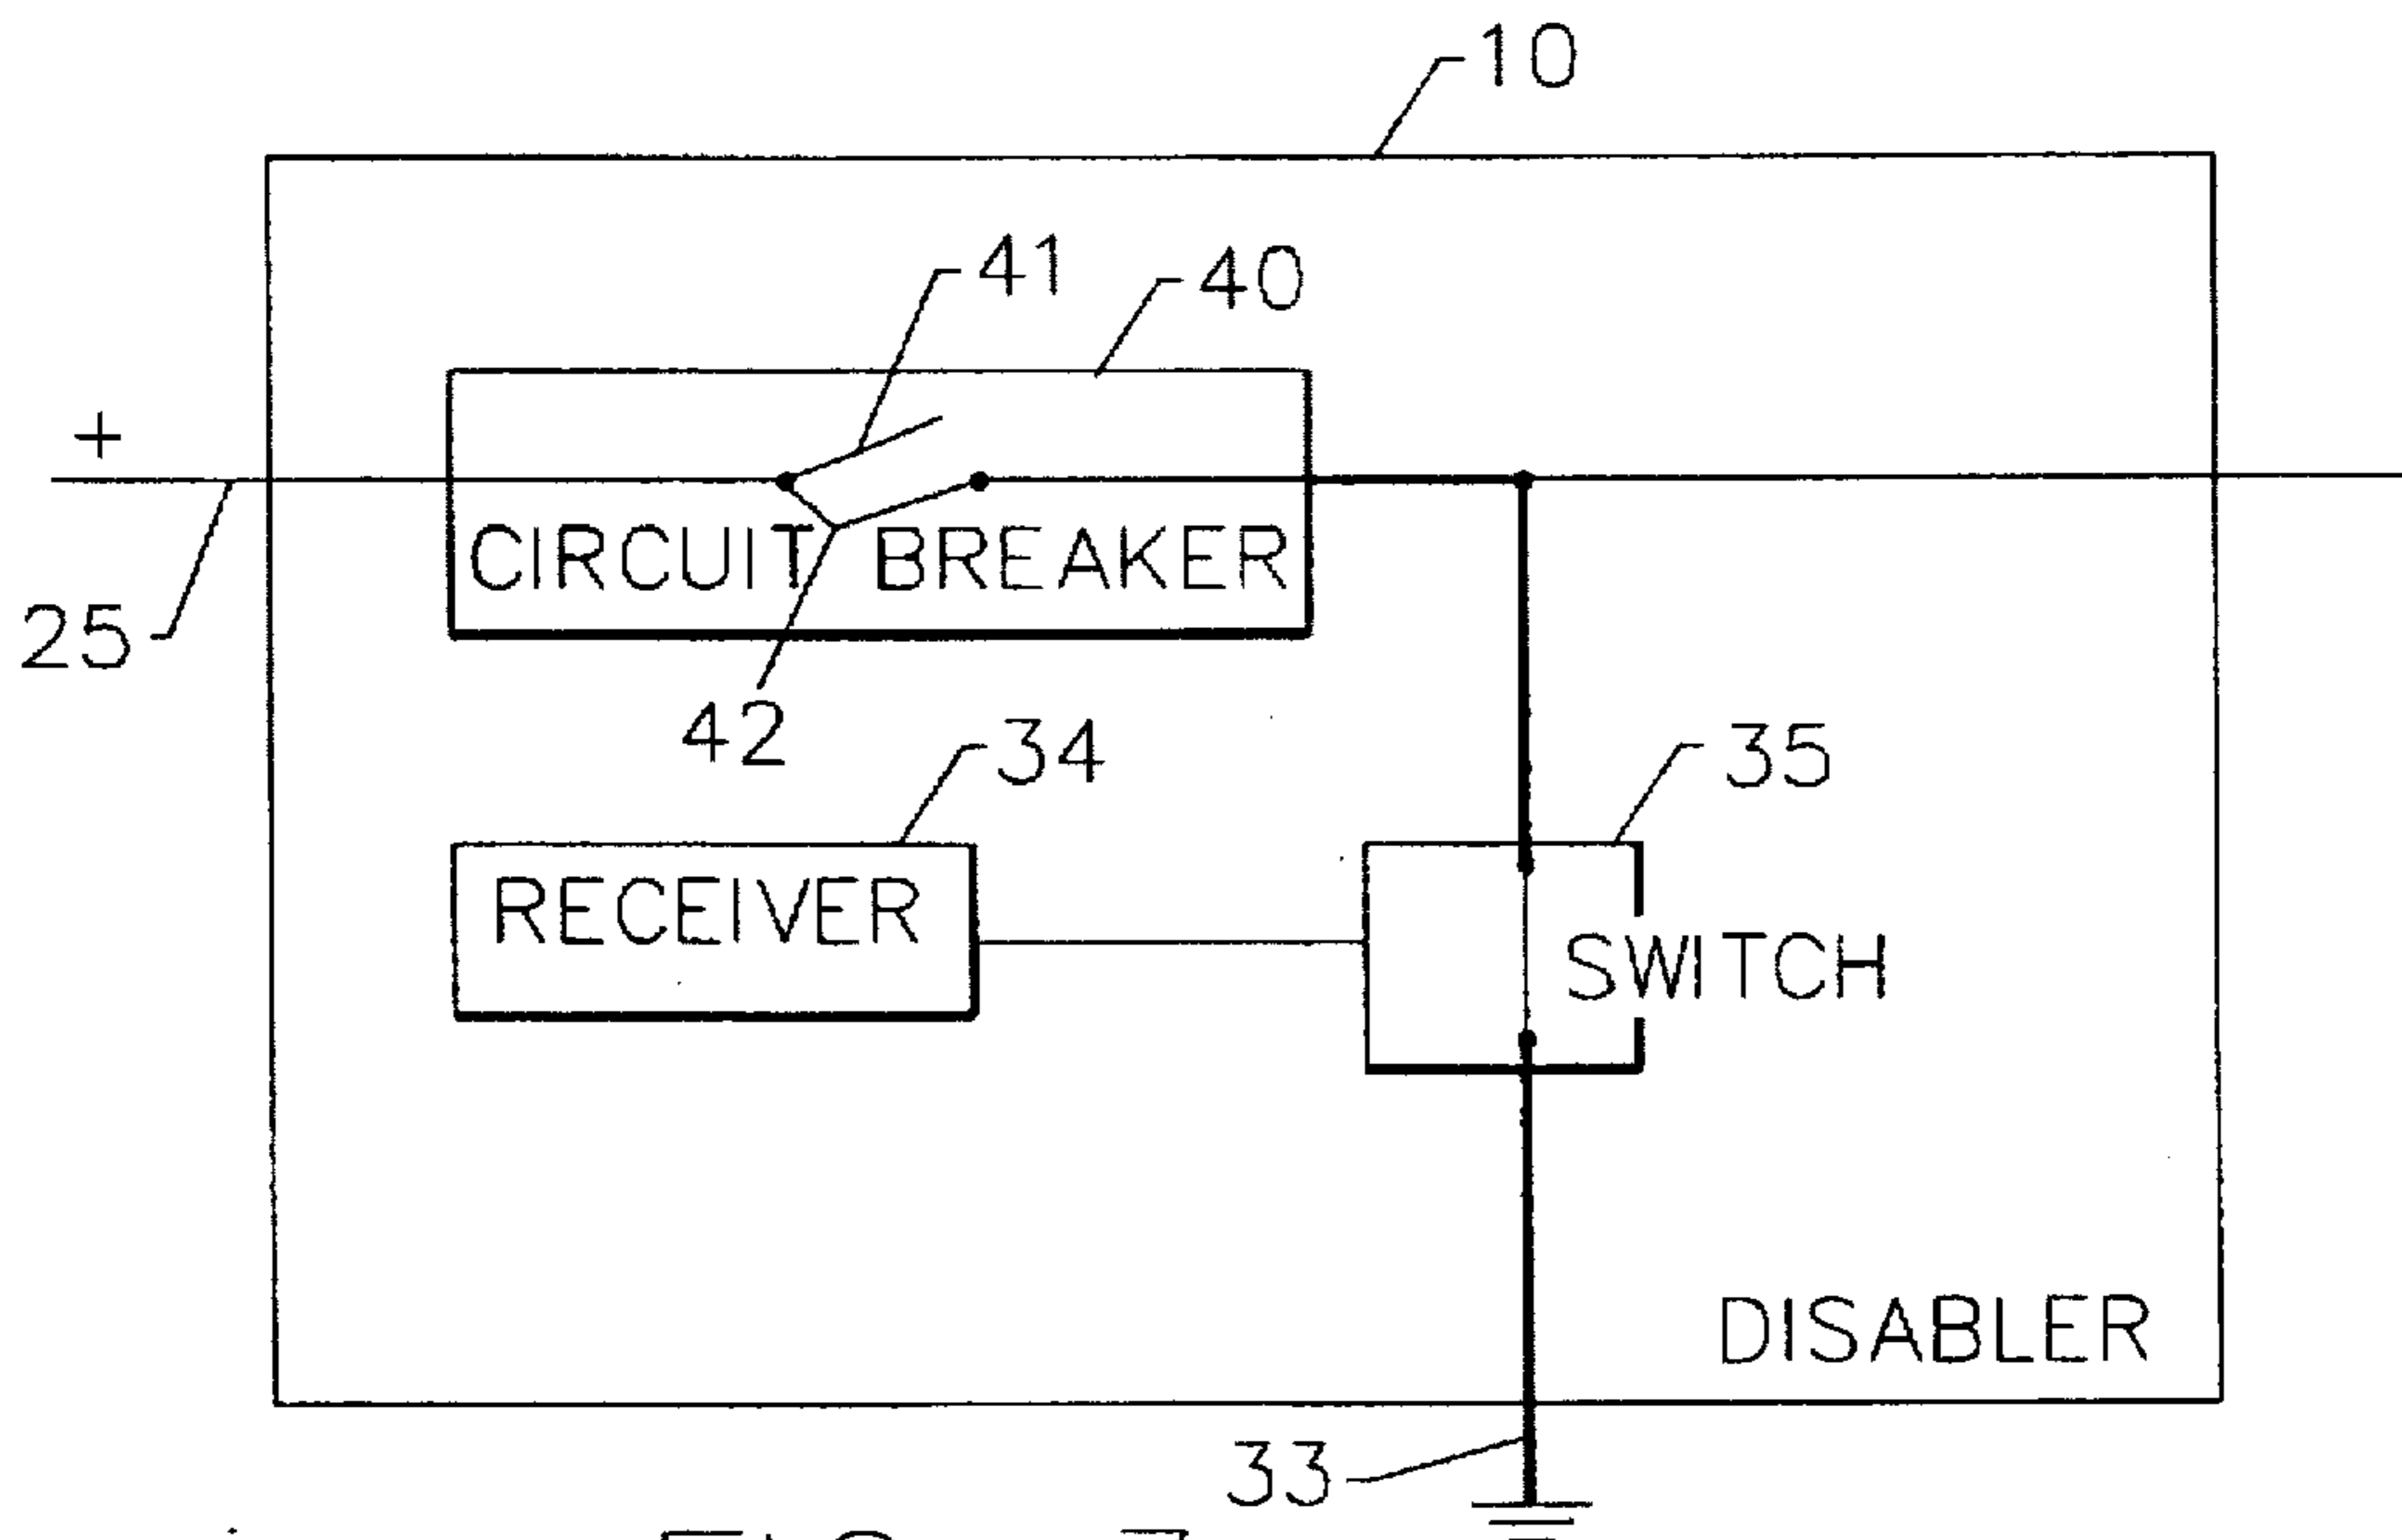 10
41
40
+
CIRCUIT BREAKER
25
42
34
35
RECEIVER
SWITCH
DISABLER
33